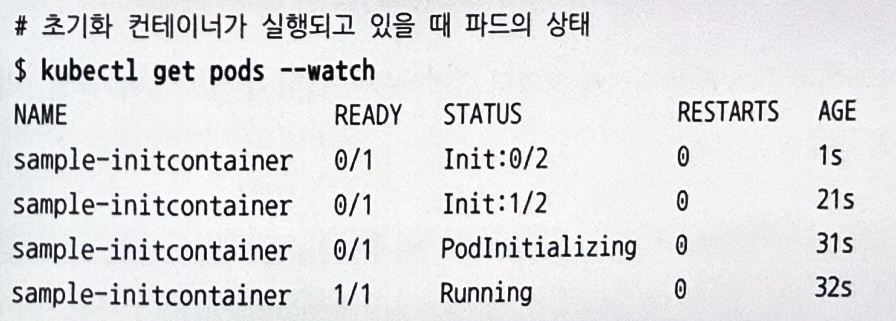 # 초기화 컨테이너가 실행되고 있을 때 파드의 상태
$ kubectl get pods --watch
NAME READY STATUS RESTARTS AGE
sample-initcontainer 0/1 Init:0/2 0 1s
sample-initcontainer 0/1 Init:1/2 0 21s
sample-initcontainer 0/1 PodInitializing 0 31s
sample-initcontainer 1/1 Running 0 32s